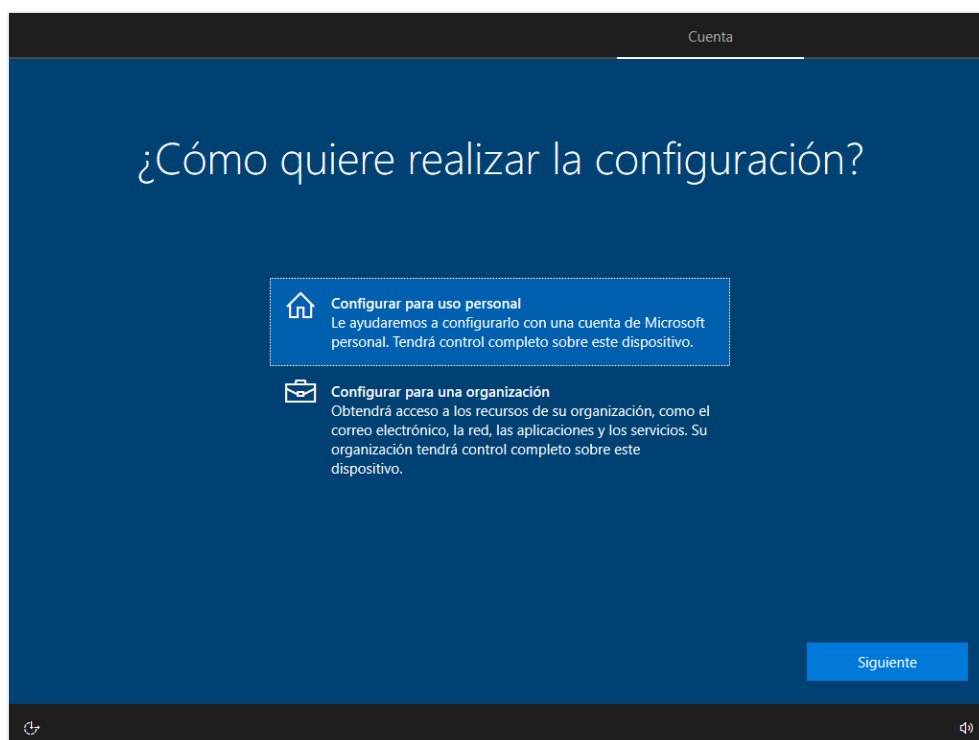 Cuenta
¿Cómo quiere realizar la configuración?
Configurar para uso personal
Le ayudaremos a configurarlo con una cuenta de Microsoft
personal. Tendrá control completo sobre este dispositivo.
Configurar para una organización
Obtendrá acceso a los recursos de su organización, como el
correo electrónico, la red, las aplicaciones y los servicios. Su
organización tendrá control completo sobre este
dispositivo.
Siguiente